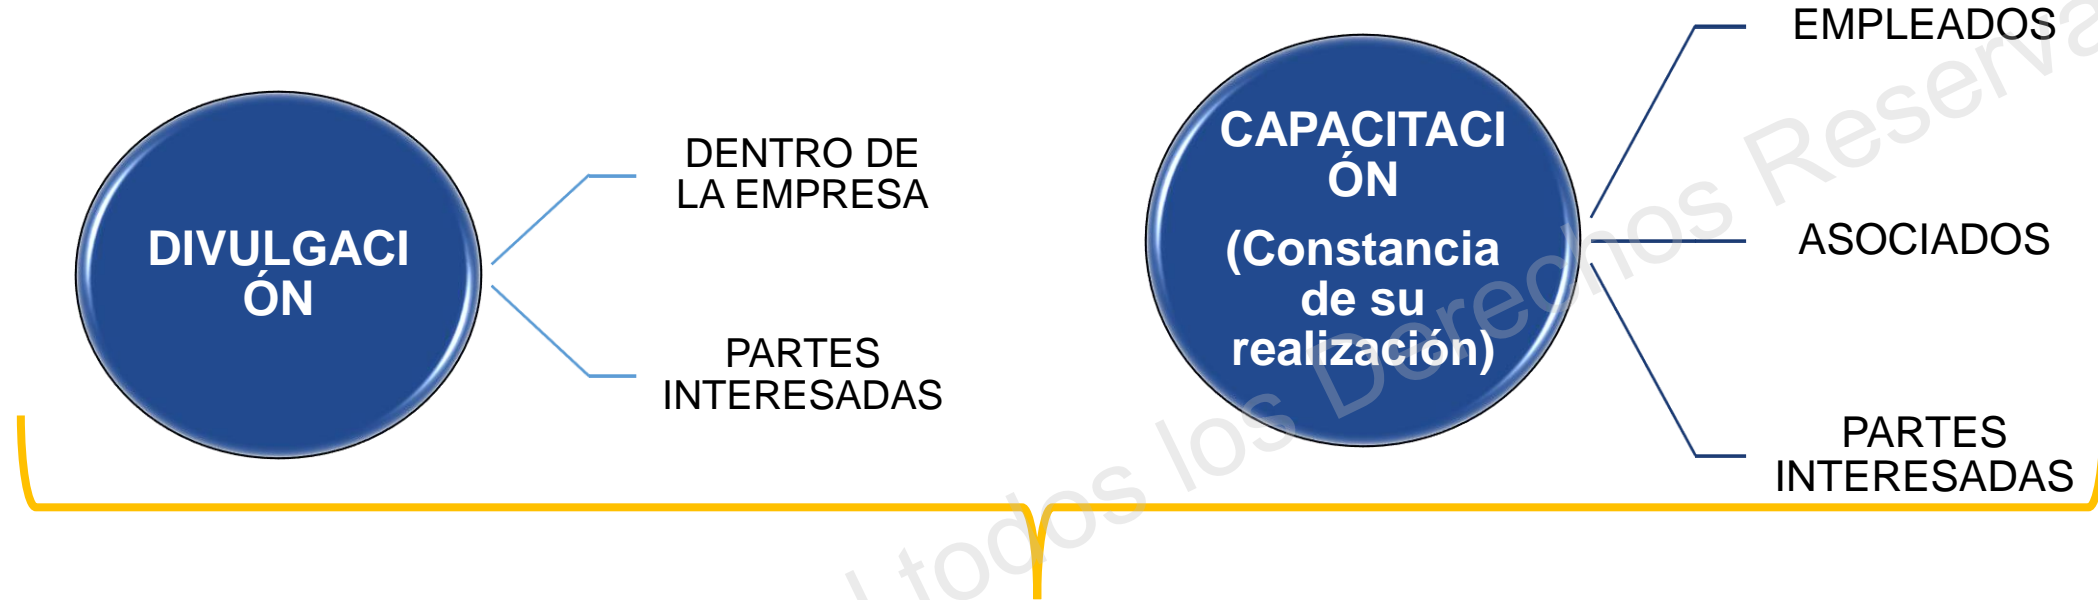 DIVULGACI
ÓN
DENTRO DE
LA EMPRESA
PARTES
INTERESADAS
CAPACITACI
ÓN
(Constancia
de su
realización)
EMPLEADOS
ASOCIADOS
PARTES
INTERESADAS
todos los Derechos